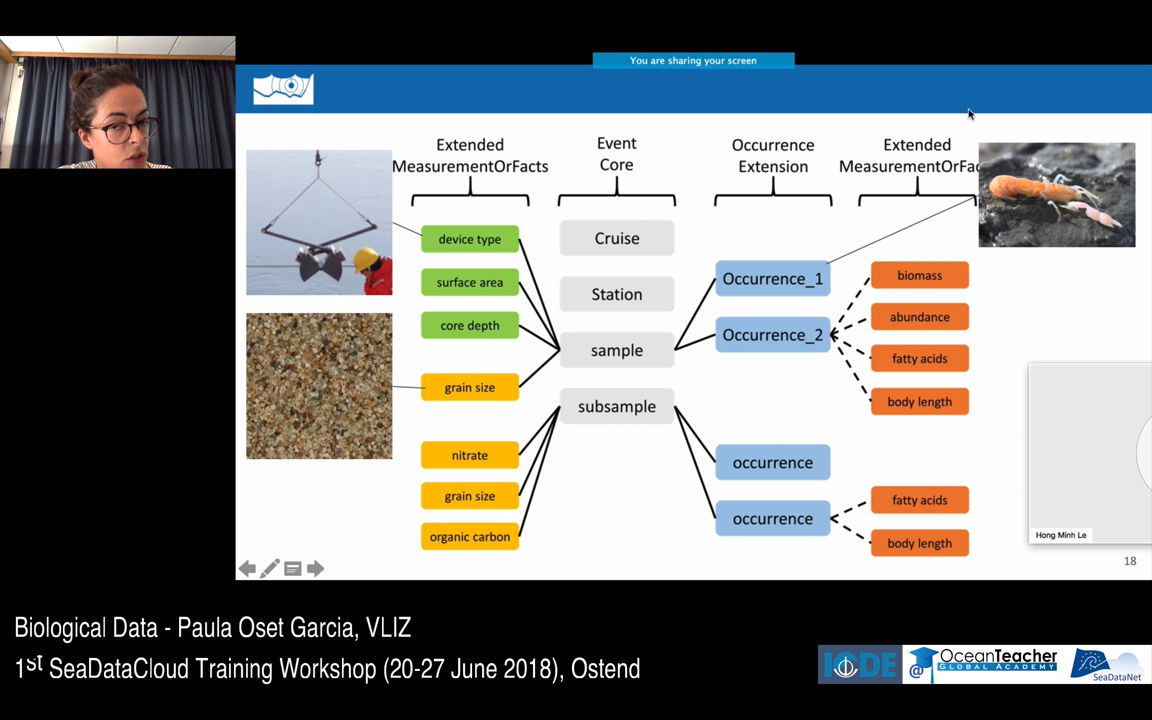 You are sharing your screen
Extended
MeasurementOrFacts
Event
Core
Occurrence
Extension
Extended
MeasurementOrFac
device type
surface area
core depth
grain size
nitrate
grain size
organic carbon
Cruise
Station
sample
subsample
Occurrence_1
Occurrence_2
occurrence
occurrence
biomass
abundance
fatty acids
body length
fatty acids
body length
Hong Minh Le
18
Biological Data - Paula Oset Garcia, VLIZ
1st SeaDataCloud Training Workshop (20-27 June 2018), Ostend
IODE
@ OceanTeacher
GLOBAL ACADEMY
SeaDataNet